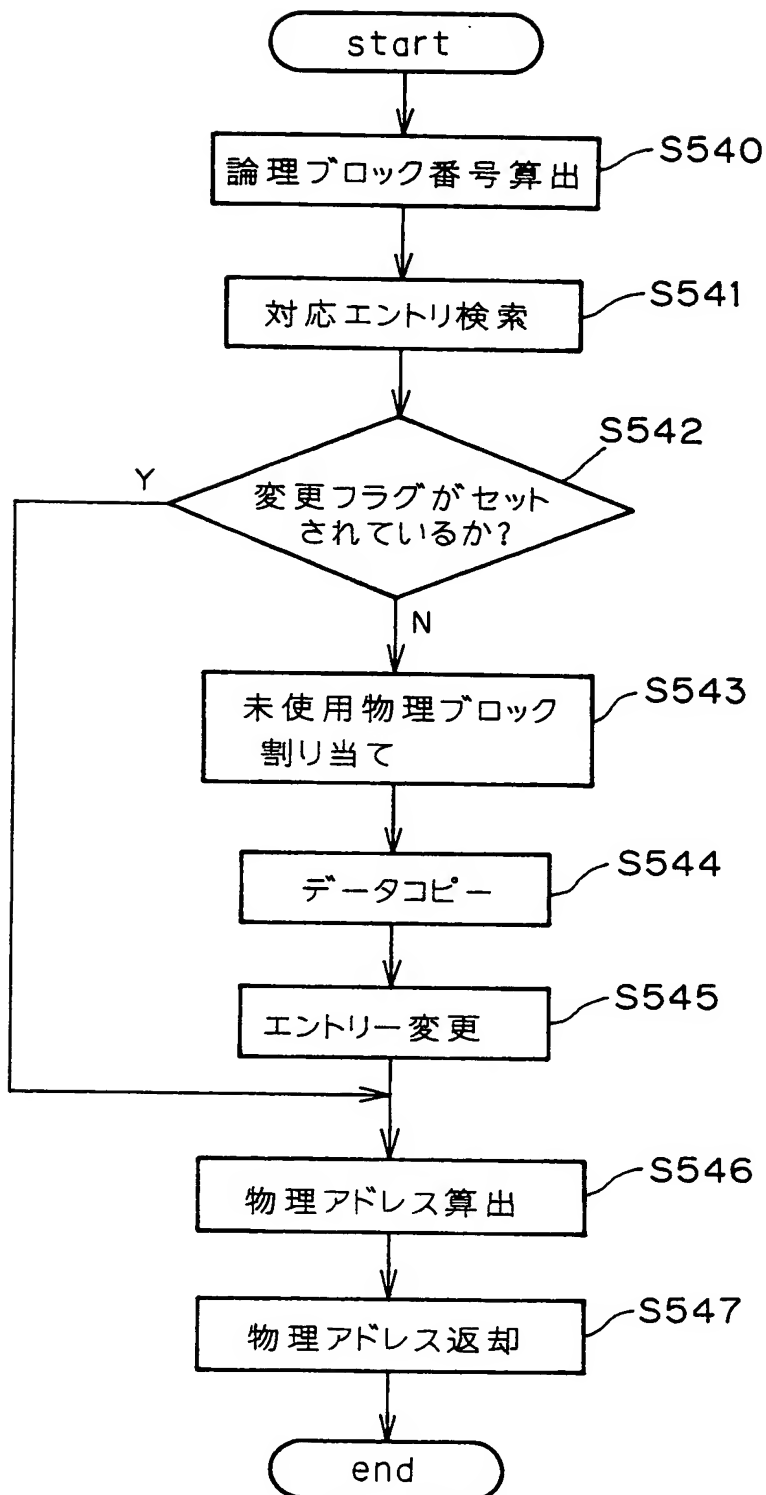 start
論理ブロック番号算出
S540
対応エントリ検索
S541
S542
Y
変更フラグがセット
されているか?
N
未使用物理ブロック
割り当て
S543
データコピー
S544
エントリー変更
S545
物理アドレス算出
S546
物理アドレス返却
S547
end